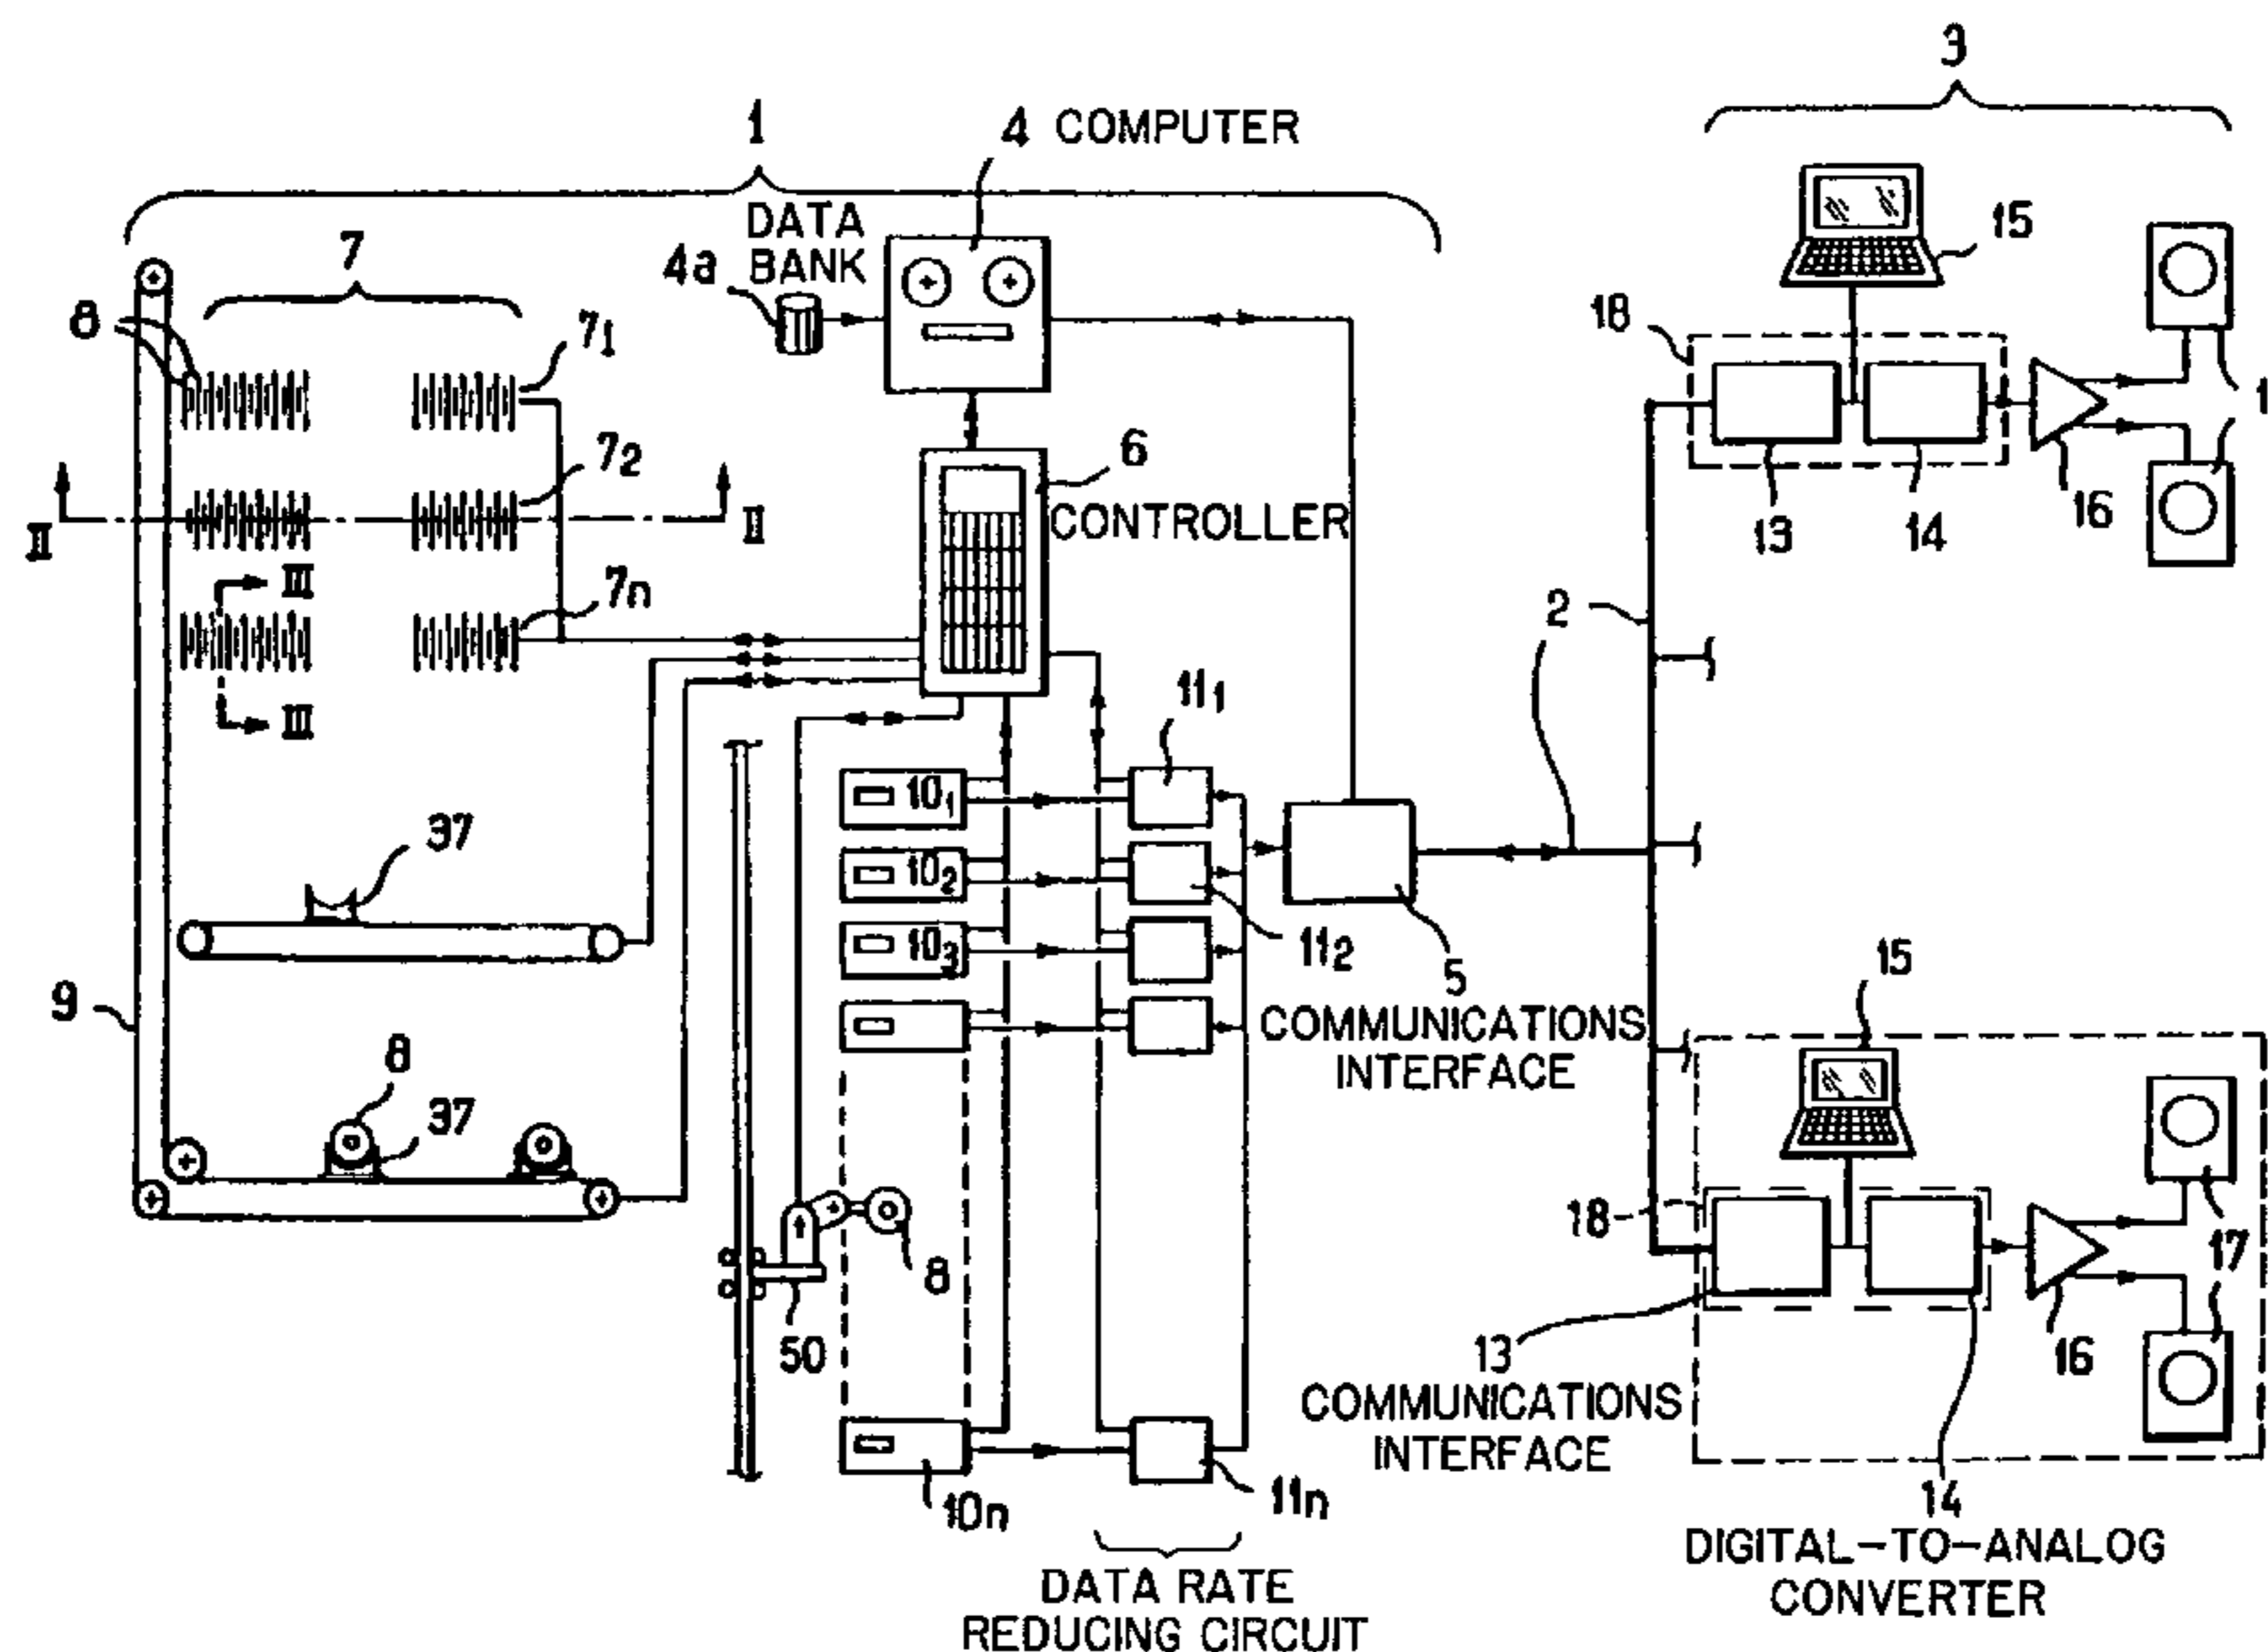 3
1
4 COMPUTER
DATA
BANK
4a
7
8
7₁
15
18
1
6
7₂
CONTROLLER
II
II
13
14
16
III
7n
2
III
11₁
10₁
37
10₂
11₂
10₃
5
9
COMMUNICATIONS
INTERFACE
15
8
37
18
17
8
50
13
16
COMMUNICATIONS
INTERFACE
10n
11n
14
DATA RATE
REDUCING CIRCUIT
DIGITAL-TO-ANALOG
CONVERTER